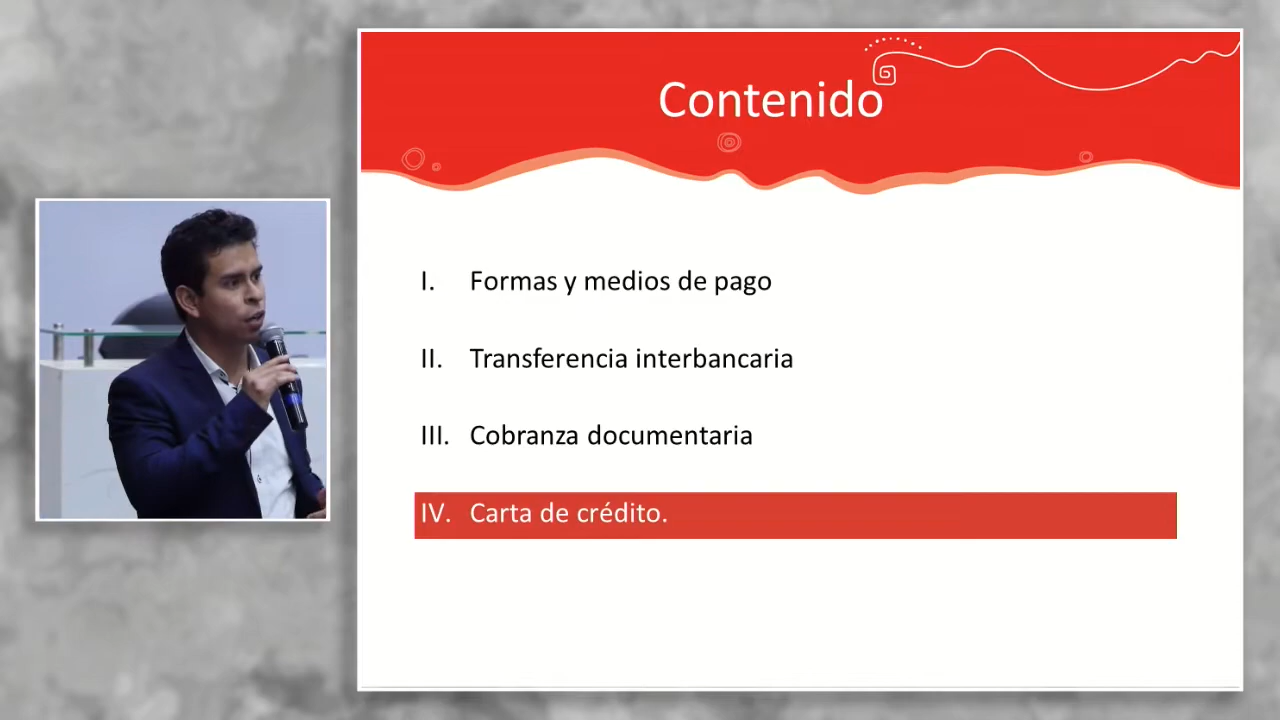 Contenido
I. Formas y medios de pago
II. Transferencia interbancaria
III. Cobranza documentaria
IV. Carta de crédito.